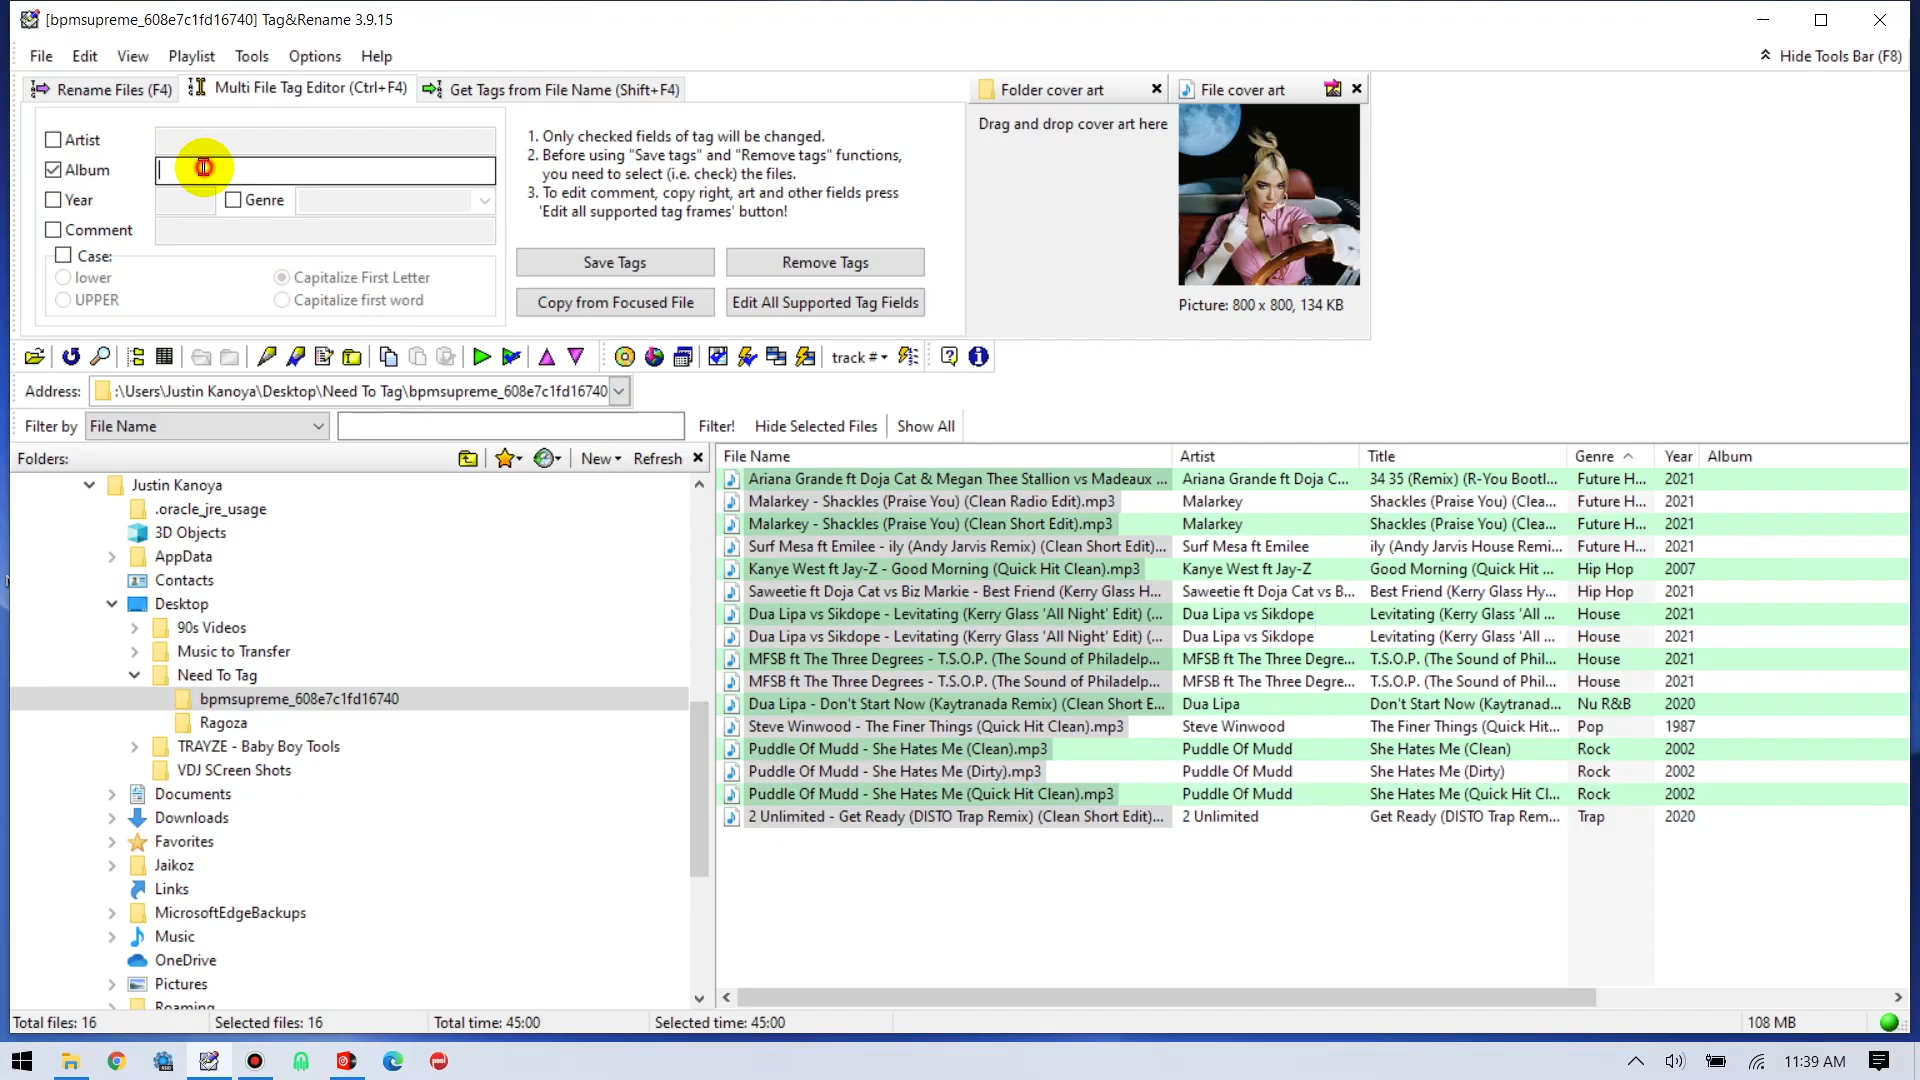 [bpmsupreme_608e7c1fd16740] Tag&Rename 3.9.15
File Edit View Playlist Tools Options Help
Hide Tools Bar (F8)
Rename Files (F4) Multi File Tag Editor (Ctrl+F4) Get Tags from File Name (Shift+F4)
Artist
Album
Year Genre
Comment
Case:
lower Capitalize First Letter
UPPER Capitalize first word
1. Only checked fields of tag will be changed.
2. Before using "Save tags" and "Remove tags" functions,
you need to select (i.e. check) the files.
3. To edit comment, copy right, art and other fields press
'Edit all supported tag frames' button!
Save Tags Remove Tags
Copy from Focused File Edit All Supported Tag Fields
Folder cover art
Drag and drop cover art here
File cover art
Picture: 800 x 800, 134 KB
track #
Address: :\Users\Justin Kanoya\Desktop\Need To Tag\bpmsupreme_608e7c1fd16740
Filter by File Name Filter! Hide Selected Files Show All
Folders: New Refresh
Justin Kanoya
.oracle_jre_usage
3D Objects
AppData
Contacts
Desktop
90s Videos
Music to Transfer
Need To Tag
bpmsupreme_608e7c1fd16740
Ragoza
TRAYZE - Baby Boy Tools
VDJ SCreen Shots
Documents
Downloads
Favorites
Jaikoz
Links
MicrosoftEdgeBackups
Music
OneDrive
Pictures
Roaming
File Name Artist Title Genre Year Album
Ariana Grande ft Doja Cat & Megan Thee Stallion vs Madeaux ... Ariana Grande ft Doja C... 34 35 (Remix) (R-You Bootl... Future H... 2021
Malarkey - Shackles (Praise You) (Clean Radio Edit).mp3 Malarkey Shackles (Praise You) (Clea... Future H... 2021
Malarkey - Shackles (Praise You) (Clean Short Edit).mp3 Malarkey Shackles (Praise You) (Clea... Future H... 2021
Surf Mesa ft Emilee - ily (Andy Jarvis Remix) (Clean Short Edit)... Surf Mesa ft Emilee ily (Andy Jarvis House Remi... Future H... 2021
Kanye West ft Jay-Z - Good Morning (Quick Hit Clean).mp3 Kanye West ft Jay-Z Good Morning (Quick Hit ... Hip Hop 2007
Saweetie ft Doja Cat vs Biz Markie - Best Friend (Kerry Glass H... Saweetie ft Doja Cat vs B... Best Friend (Kerry Glass Hy... Hip Hop 2021
Dua Lipa vs Sikdope - Levitating (Kerry Glass 'All Night' Edit) (... Dua Lipa vs Sikdope Levitating (Kerry Glass 'All ... House 2021
Dua Lipa vs Sikdope - Levitating (Kerry Glass 'All Night' Edit) (... Dua Lipa vs Sikdope Levitating (Kerry Glass 'All ... House 2021
MFSB ft The Three Degrees - T.S.O.P. (The Sound of Philadelp... MFSB ft The Three Degre... T.S.O.P. (The Sound of Phil... House 2021
MFSB ft The Three Degrees - T.S.O.P. (The Sound of Philadelp... MFSB ft The Three Degre... T.S.O.P. (The Sound of Phil... House 2021
Dua Lipa - Don't Start Now (Kaytranada Remix) (Clean Short E... Dua Lipa Don't Start Now (Kaytranad... Nu R&B 2020
Steve Winwood - The Finer Things (Quick Hit Clean).mp3 Steve Winwood The Finer Things (Quick Hit... Pop 1987
Puddle Of Mudd - She Hates Me (Clean).mp3 Puddle Of Mudd She Hates Me (Clean) Rock 2002
Puddle Of Mudd - She Hates Me (Dirty).mp3 Puddle Of Mudd She Hates Me (Dirty) Rock 2002
Puddle Of Mudd - She Hates Me (Quick Hit Clean).mp3 Puddle Of Mudd She Hates Me (Quick Hit Cl... Rock 2002
2 Unlimited - Get Ready (DISTO Trap Remix) (Clean Short Edit)... 2 Unlimited Get Ready (DISTO Trap Rem... Trap 2020
Total files: 16 Selected files: 16 Total time: 45:00 Selected time: 45:00 108 MB
11:39 AM